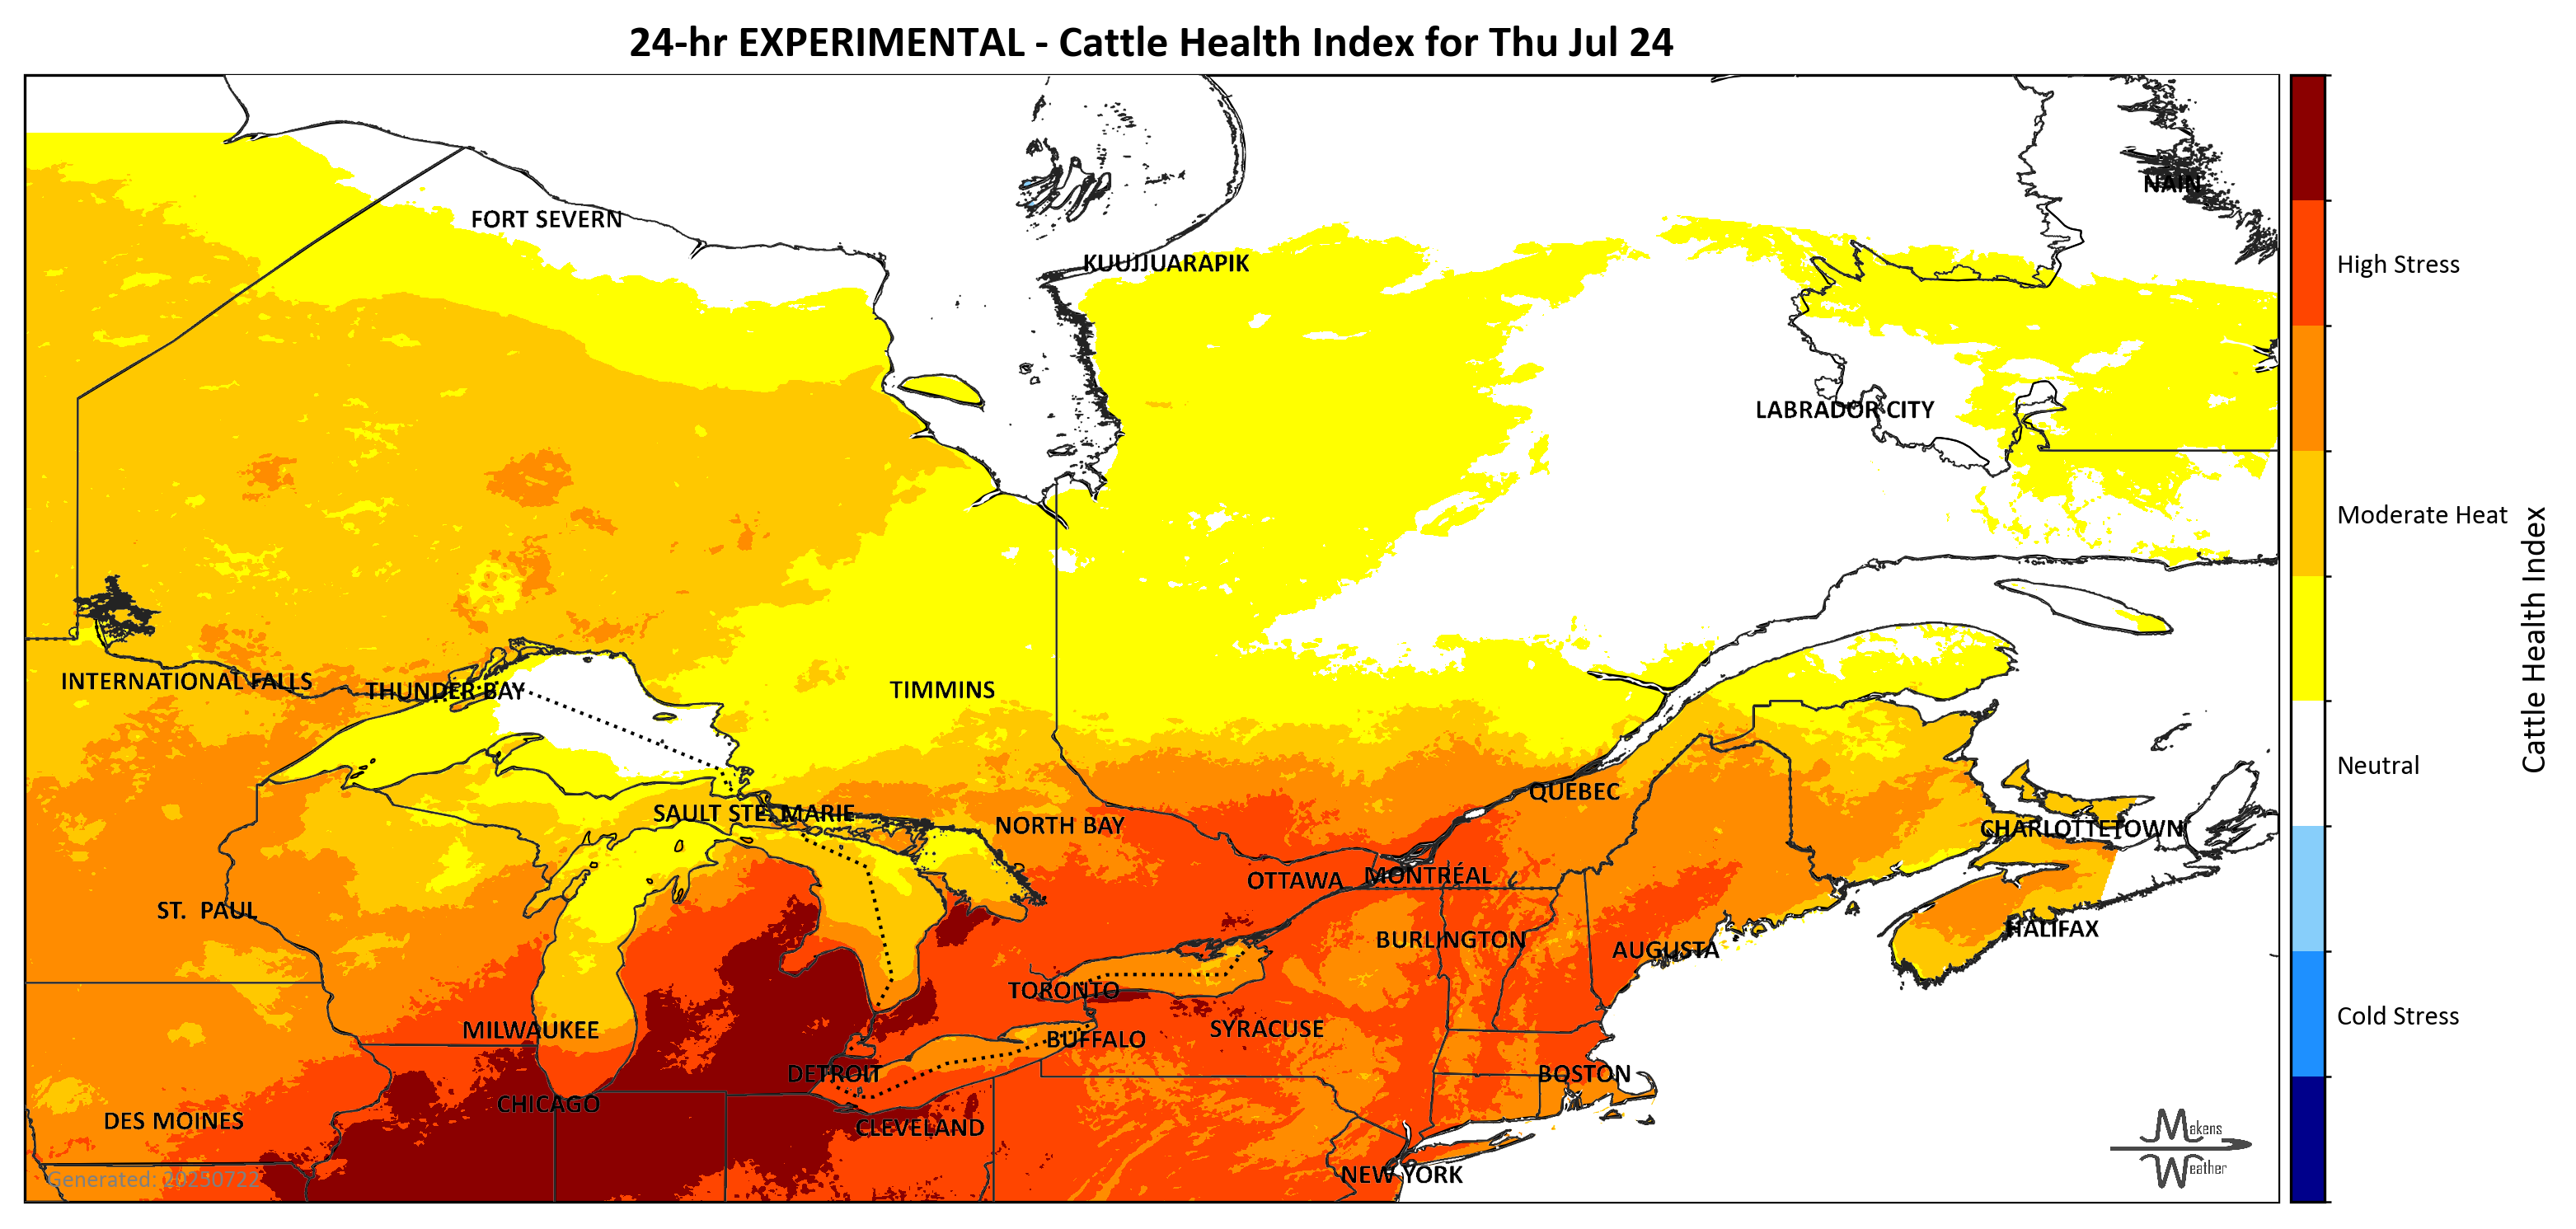 24-hr EXPERIMENTAL - Cattle Health Index for Thu Jul 24
NAIN
FORT SEVERN
KUUJJUARAPIK
High Stress
LABRADOR CITY
Moderate Heat
INTERNATIONAL FALLS
THUNDER BAY
TIMMINS
Cattle Health Index
Neutral
QUEBEC
SAULT STE. MARIE
NORTH BAY
CHARLOTTETOWN
OTTAWA
MONTRÉAL
ST. PAUL
HALIFAX
BURLINGTON
AUGUSTA
TORONTO
Cold Stress
MILWAUKEE
SYRACUSE
BUFFALO
DETROIT
BOSTON
CHICAGO
DES MOINES
CLEVELAND
Makens
Weather
NEW YORK
Generated: 20250722